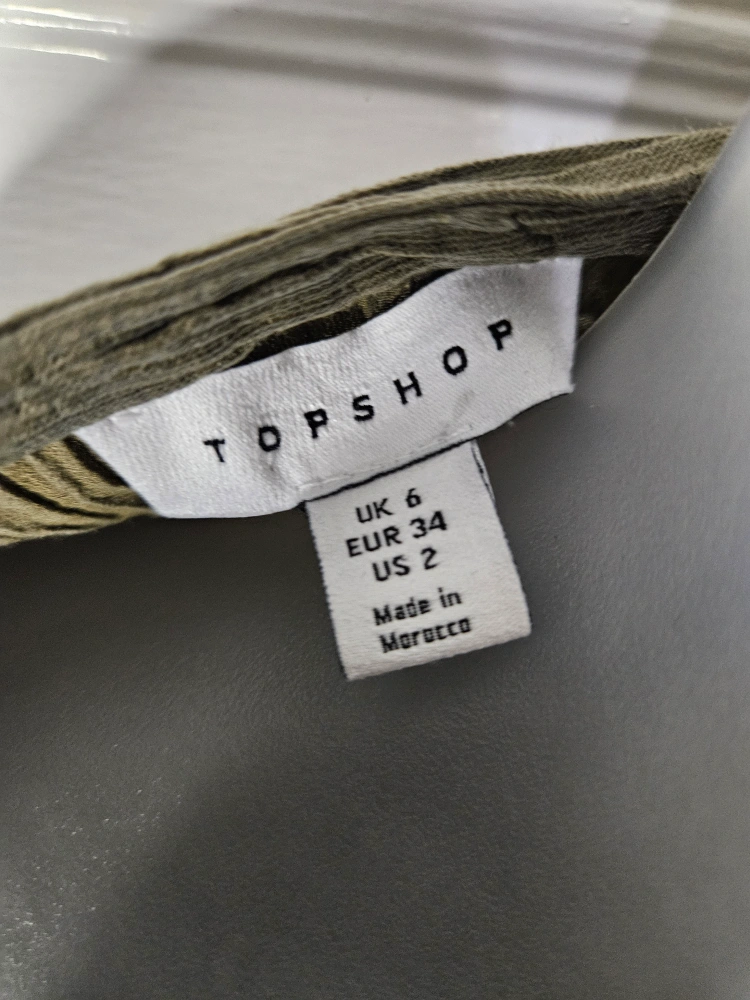 TOPSHOP
UK 6
EUR 34
US 2
Made in
Morocco